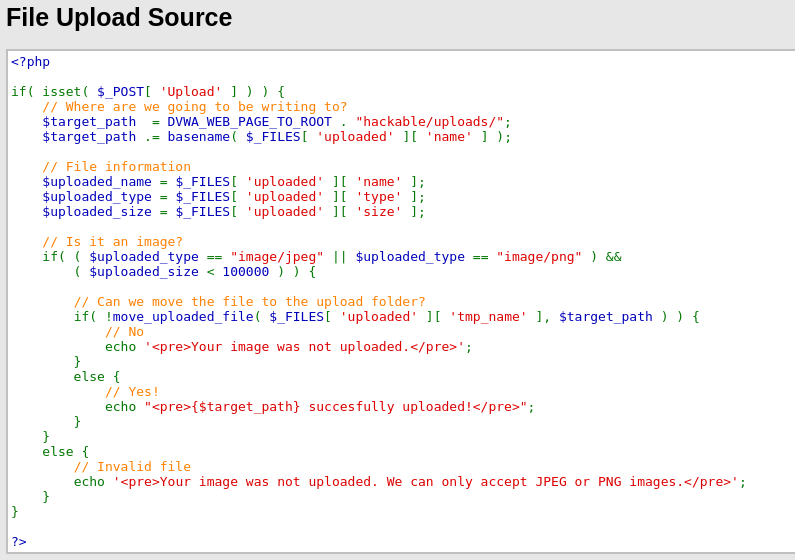 File Upload Source
<?php
if( isset( $_POST[ 'Upload' ] ) ) {
    // Where are we going to be writing to?
    $target_path  = DVWA_WEB_PAGE_TO_ROOT . "hackable/uploads/";
    $target_path .= basename( $_FILES[ 'uploaded' ][ 'name' ] );
    // File information
    $uploaded_name = $_FILES[ 'uploaded' ][ 'name' ];
    $uploaded_type = $_FILES[ 'uploaded' ][ 'type' ];
    $uploaded_size = $_FILES[ 'uploaded' ][ 'size' ];
    // Is it an image?
    if( ( $uploaded_type == "image/jpeg" || $uploaded_type == "image/png" ) &&
        ( $uploaded_size < 100000 ) ) {
        // Can we move the file to the upload folder?
        if( !move_uploaded_file( $_FILES[ 'uploaded' ][ 'tmp_name' ], $target_path ) ) {
            // No
            echo '<pre>Your image was not uploaded.</pre>';
        }
        else {
            // Yes!
            echo "<pre>{$target_path} succesfully uploaded!</pre>";
        }
    }
    else {
        // Invalid file
        echo '<pre>Your image was not uploaded. We can only accept JPEG or PNG images.</pre>';
    }
}
?>